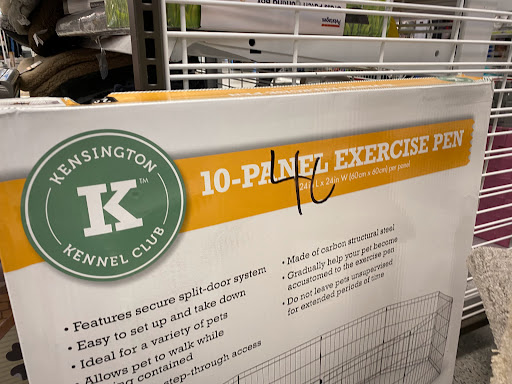 KENSINGTON
K™
KENNEL CLUB
10-PANEL EXERCISE PEN
24in L x 24in W (60cm x 60cm) per panel
40
• Features secure split-door system
• Easy to set up and take down
• Ideal for a variety of pets
• Allows pet to walk while
contained
step-through access
• Made of carbon structural steel
• Gradually help your pet become
accustomed to the exercise pen
• Do not leave pets unsupervised
for extended periods of time